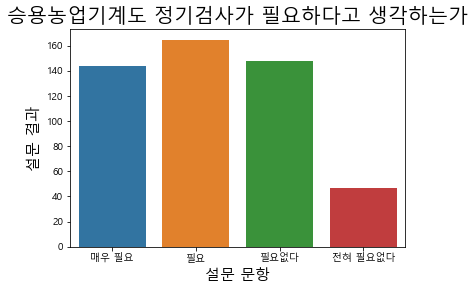 승용농업기계도 정기검사가 필요하다고 생각하는가
설문 결과
160
140
120
100
80
60
40
20
0
매우 필요
필요
필요없다
전혀 필요없다
설문 문항